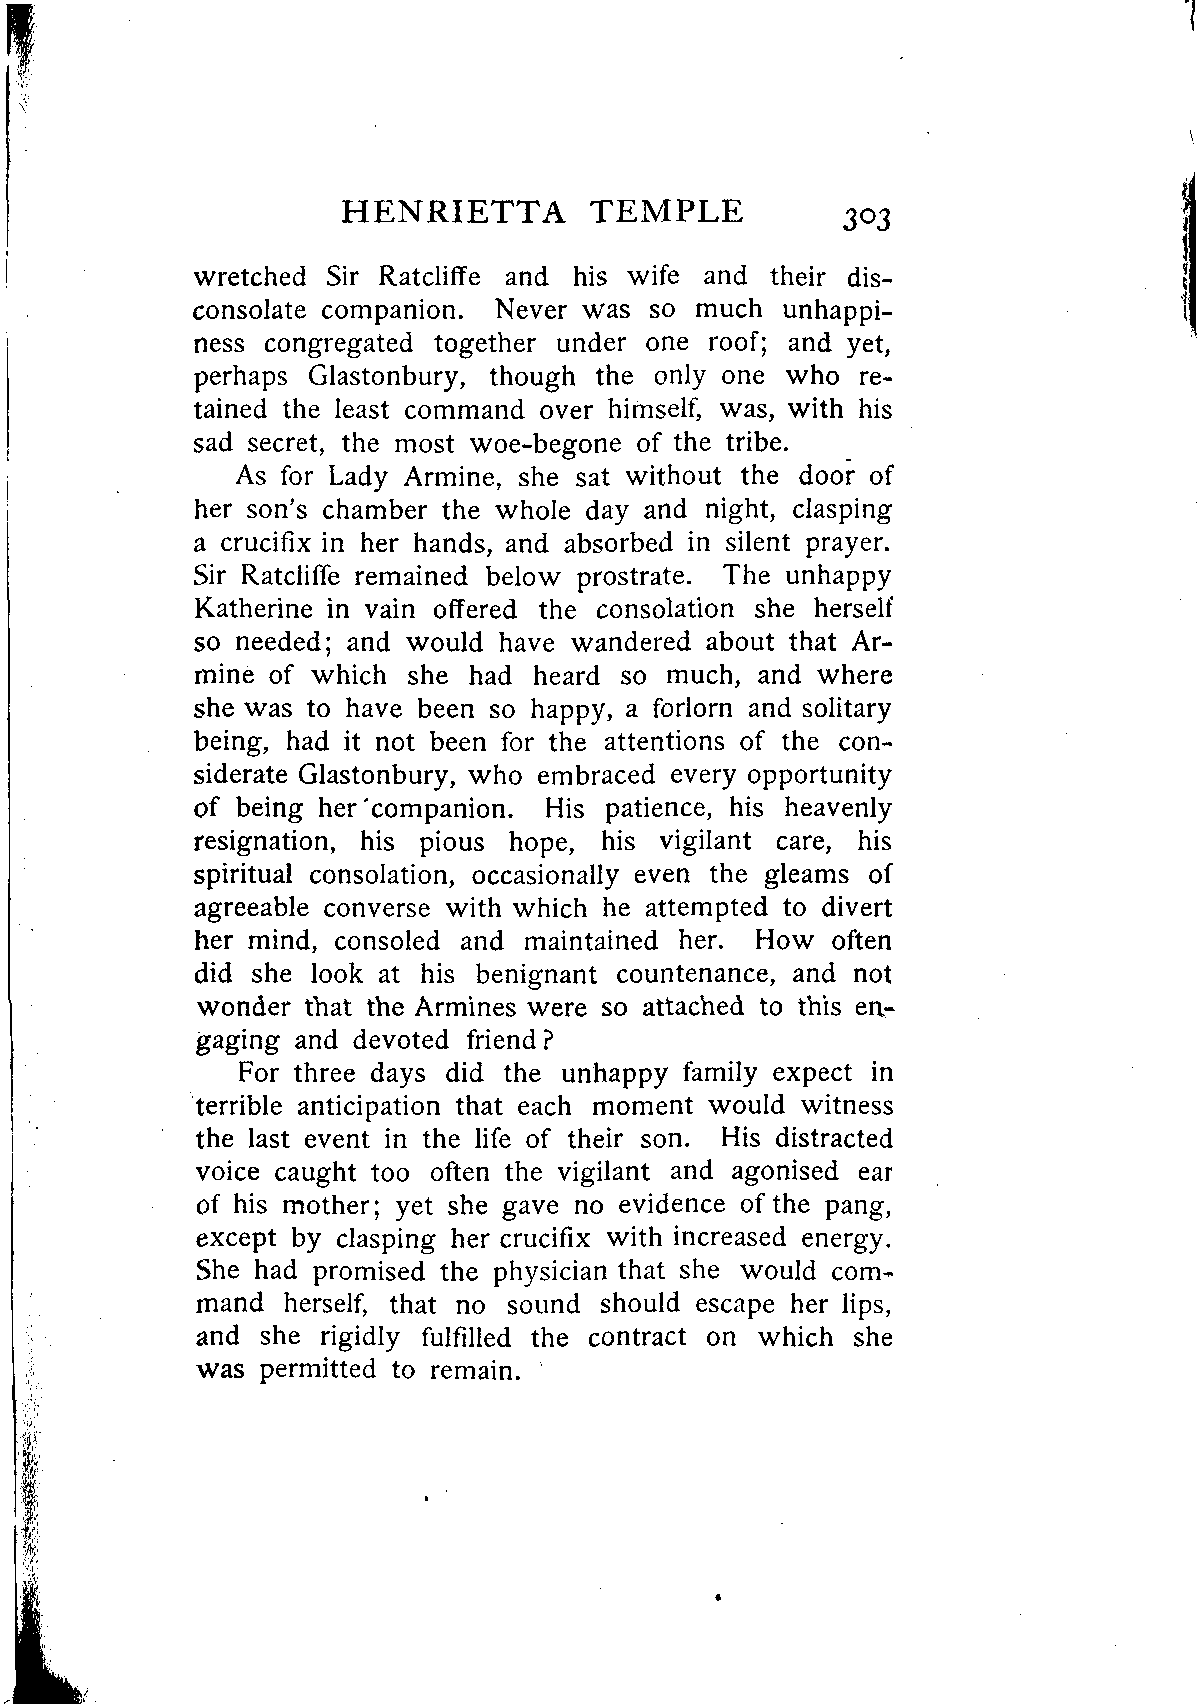 HENRIETTA TEMPLE 303
wretched Sir Ratcliffe and his wife and their dis-
consolate companion. Never was so much unhappi-
ness congregated together under one roof; and yet,
perhaps Glastonbury, though the only one who re-
tained the least command over himself, was, with his
sad secret, the most woe-begone of the tribe.
As for Lady Armine, she sat without the door of
her son's chamber the whole day and night, clasping
a crucifix in her hands, and absorbed in silent prayer.
Sir Ratcliffe remained below prostrate. The unhappy
Katherine in vain offered the consolation she herself
so needed; and would have wandered about that Ar-
mine of which she had heard so much, and where
she was to have been so happy, a forlorn and solitary
being, had it not been for the attentions of the con-
siderate Glastonbury, who embraced every opportunity
of being her companion. His patience, his heavenly
resignation, his pious hope, his vigilant care, his
spiritual consolation, occasionally even the gleams of
agreeable converse with which he attempted to divert
her mind, consoled and maintained her. How often
did she look at his benignant countenance, and not
wonder that the Armines were so attached to this en-
gaging and devoted friend?
For three days did the unhappy family expect in
terrible anticipation that each moment would witness
the last event in the life of their son. His distracted
voice caught too often the vigilant and agonised ear
of his mother; yet she gave no evidence of the pang,
except by clasping her crucifix with increased energy.
She had promised the physician that she would com-
mand herself, that no sound should escape her lips,
and she rigidly fulfilled the contract on which she
was permitted to remain.